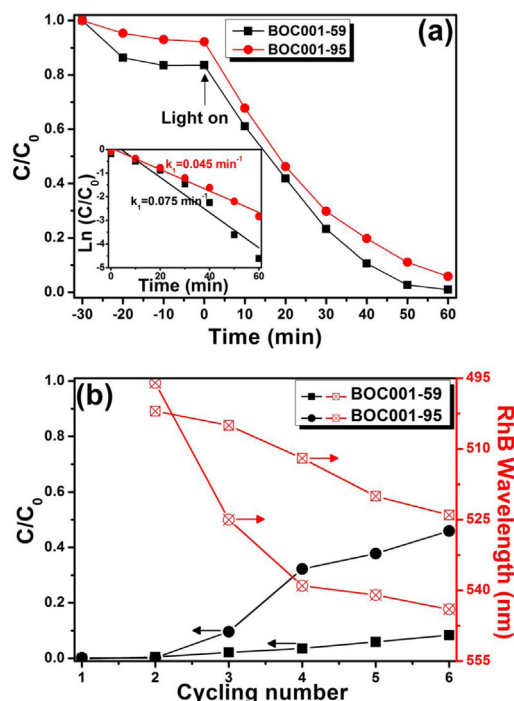 (a)
BOC001-59
BOC001-95
C/C0
1.0
0.8
0.6
0.4
0.2
0.0
Light on
Ln (C/C0)
0
-1
-2
-3
-4
-5
k1=0.045 min-1
k1=0.075 min-1
0 20 40 60
Time (min)
-30 -20 -10 0 10 20 30 40 50 60
Time (min)
(b)
BOC001-59
BOC001-95
C/C0
1.0
0.8
0.6
0.4
0.2
0.0
495
510
525
540
555
RhB Wavelength (nm)
1 2 3 4 5 6
Cycling number